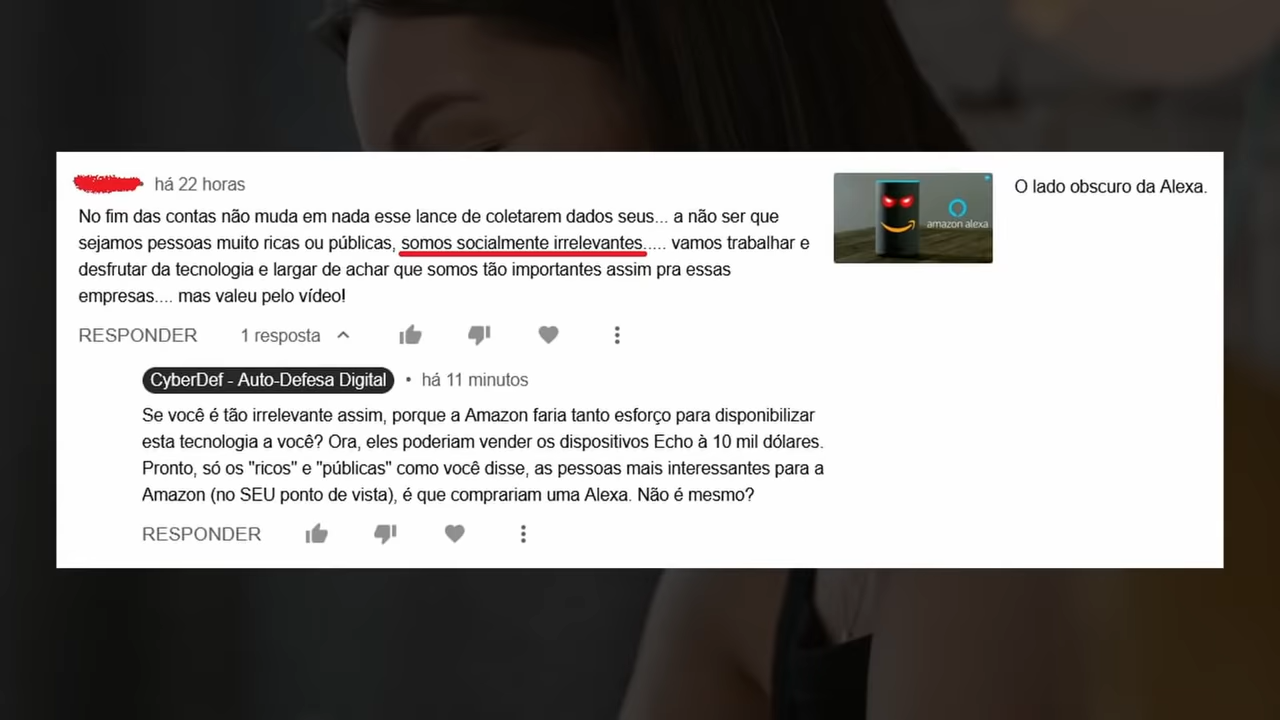 há 22 horas
No fim das contas não muda em nada esse lance de coletarem dados seus... a não ser que
sejamos pessoas muito ricas ou públicas, somos socialmente irrelevantes..... vamos trabalhar e
desfrutar da tecnologia e largar de achar que somos tão importantes assim pra essas
empresas.... mas valeu pelo vídeo!
RESPONDER 1 resposta
amazon alexa
O lado obscuro da Alexa.
CyberDef - Auto-Defesa Digital • há 11 minutos
Se você é tão irrelevante assim, porque a Amazon faria tanto esforço para disponibilizar
esta tecnologia a você? Ora, eles poderiam vender os dispositivos Echo à 10 mil dólares.
Pronto, só os "ricos" e "públicas" como você disse, as pessoas mais interessantes para a
Amazon (no SEU ponto de vista), é que comprariam uma Alexa. Não é mesmo?
RESPONDER